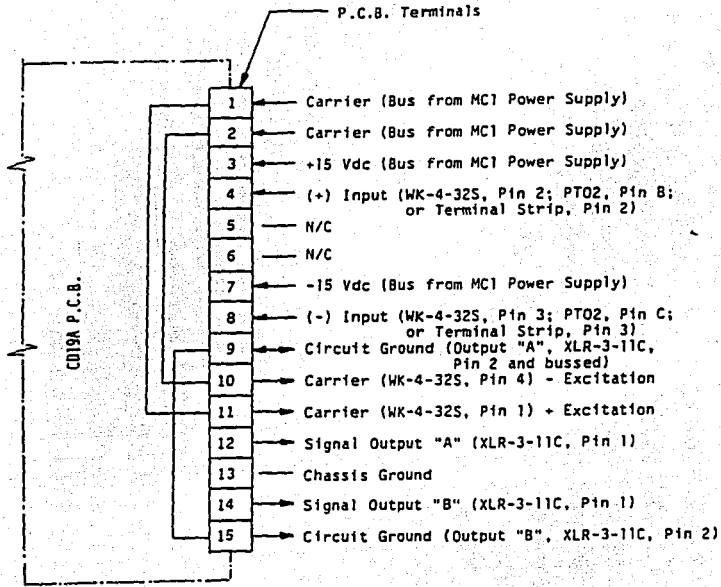 P.C.B. Terminals
CD19A P.C.B.
1 Carrier (Bus from MC1 Power Supply)
2 Carrier (Bus from MC1 Power Supply)
3 +15 Vdc (Bus from MC1 Power Supply)
4 (+) Input (WK-4-32S, Pin 2; PTO2, Pin B;
or Terminal Strip, Pin 2)
5 N/C
6 N/C
7 -15 Vdc (Bus from MC1 Power Supply)
8 (-) Input (WK-4-32S, Pin 3; PTO2, Pin C;
or Terminal Strip, Pin 3)
9 Circuit Ground (Output "A", XLR-3-11C,
Pin 2 and bussed)
10 Carrier (WK-4-32S, Pin 4) - Excitation
11 Carrier (WK-4-32S, Pin 1) + Excitation
12 Signal Output "A" (XLR-3-11C, Pin 1)
13 Chassis Ground
14 Signal Output "B" (XLR-3-11C, Pin 1)
15 Circuit Ground (Output "B", XLR-3-11C, Pin 2)